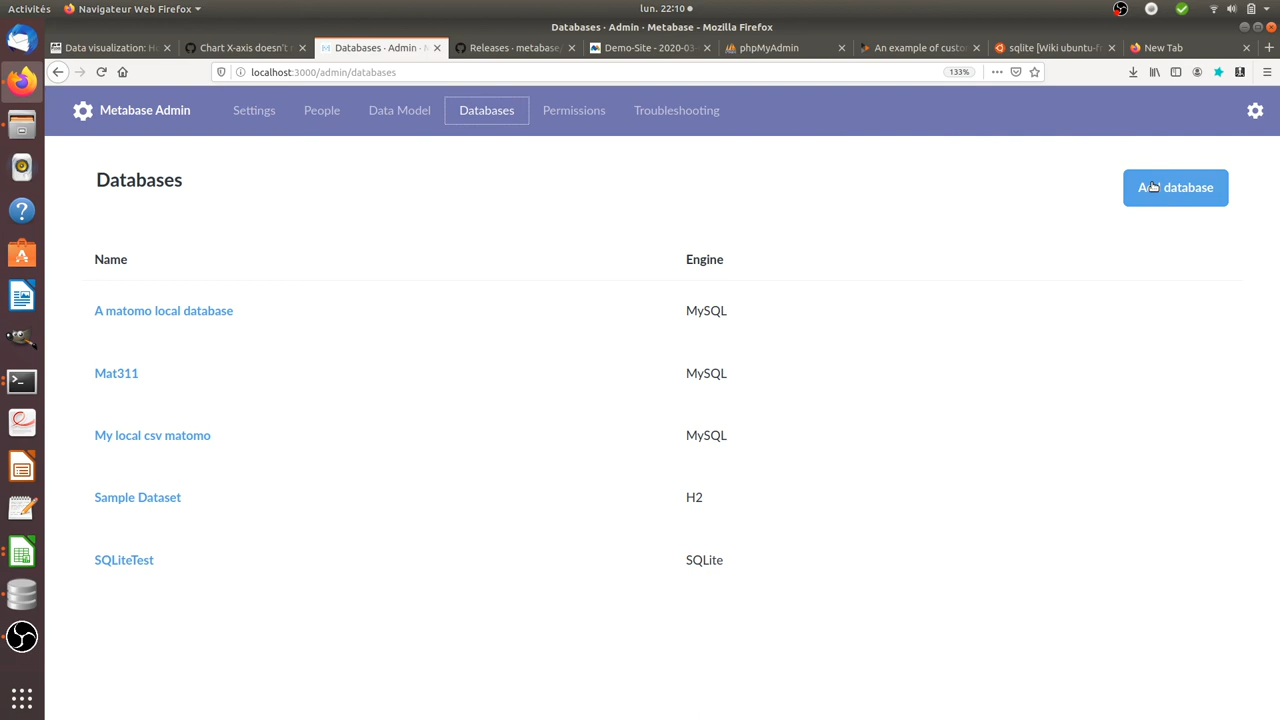 Activités
Navigateur Web Firefox
lun. 22:10
Databases · Admin · Metabase - Mozilla Firefox
Data visualization: Ho
Chart X-axis doesn't r
Databases · Admin · M
Releases · metabase/
Demo-Site - 2020-03-
phpMyAdmin
An example of custo
sqlite [Wiki ubuntu-fr
New Tab
localhost:3000/admin/databases
133%
Metabase Admin
Settings
People
Data Model
Databases
Permissions
Troubleshooting
Databases
Add database
Name
Engine
A matomo local database
MySQL
Mat311
MySQL
My local csv matomo
MySQL
Sample Dataset
H2
SQLiteTest
SQLite